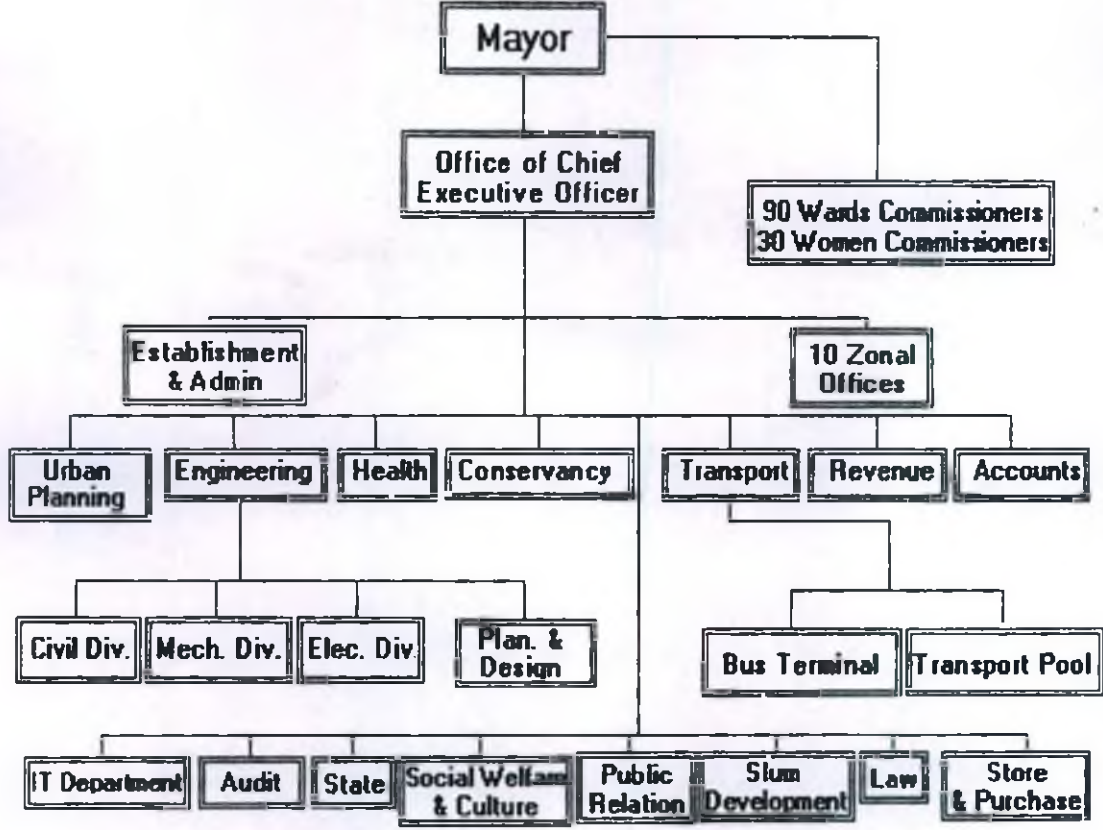 Mayor
Office of Chief
Executive Officer
90 Wards Commissioners
30 Women Commissioners
Establishment
& Admin
10 Zonal
Offices
Urban
Planning
Engineering
Health
Conservancy
Transport
Revenue
Accounts
Civil Div.
Mech. Div.
Elec. Div.
Plan. &
Design
Bus Terminal
Transport Pool
IT Department
Audit
State
Social Welfare
& Culture
Public
Relation
Slum
Development
Law
Store
& Purchase